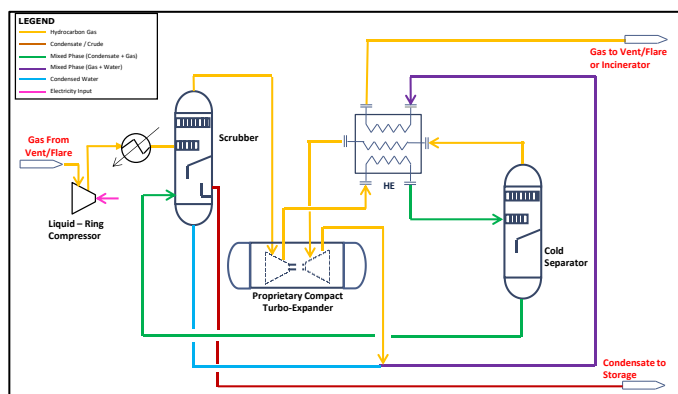 LEGEND
Hydrocarbon Gas
Condensate / Crude
Mixed Phase (Condensate + Gas)
Mixed Phase (Gas + Water)
Condensed Water
Electricity Input
Gas to Vent/Flare
or Incinerator
Scrubber
Gas From
Vent/Flare
HE
Liquid – Ring
Compressor
Cold
Separator
Proprietary Compact
Turbo-Expander
Condensate to
Storage